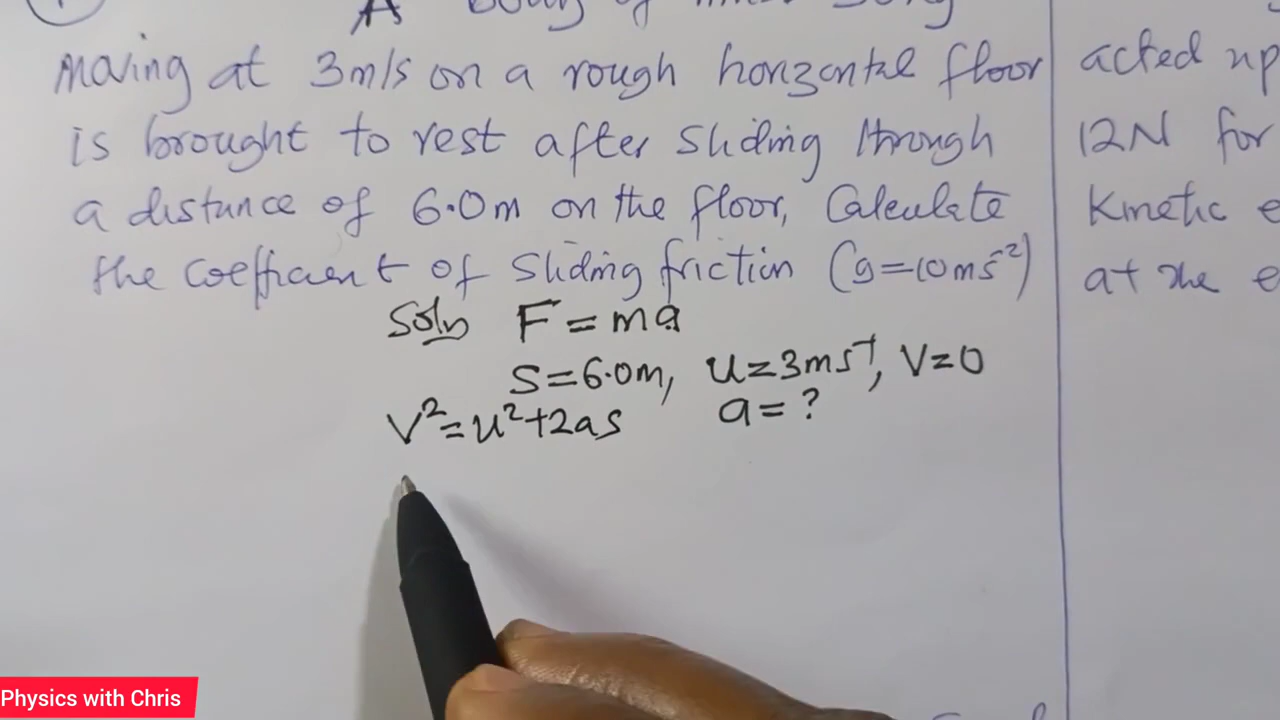 A body of
moving at 3m/s on a rough horizontal floor
is brought to rest after sliding through
a distance of 6.0m on the floor, Calculate
the coefficient of sliding friction (g=10ms⁻²)
acted up
12N for
Kinetic e
at the e
Soln F = ma
S=6.0m, u=3ms⁻¹, V=0
V²=u²+2as a=?
Physics with Chris